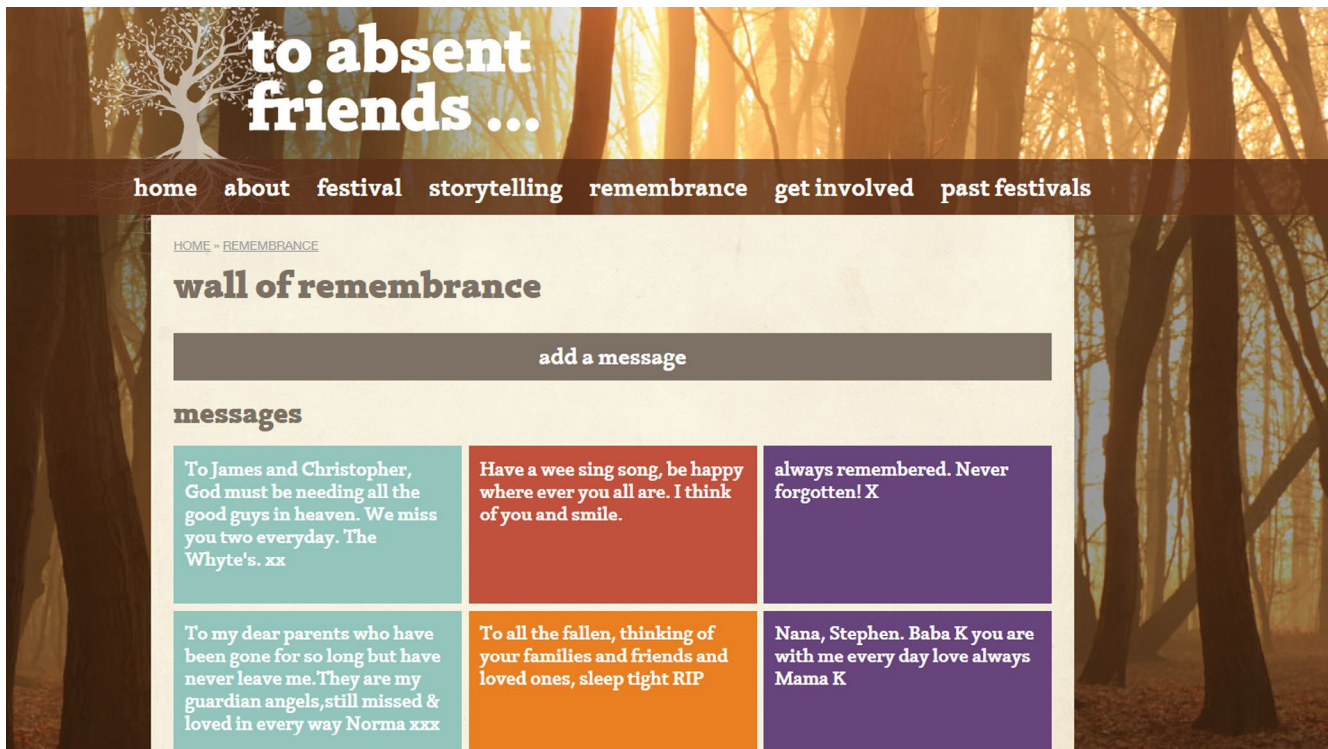 to absent
friends ...
home about festival storytelling remembrance get involved past festivals
HOME » REMEMBRANCE
wall of remembrance
add a message
messages
To James and Christopher,
God must be needing all the
good guys in heaven. We miss
you two everyday. The
Whyte's. xx
Have a wee sing song, be happy
where ever you all are. I think
of you and smile.
always remembered. Never
forgotten! X
To my dear parents who have
been gone for so long but have
never leave me.They are my
guardian angels,still missed &
loved in every way Norma xxx
To all the fallen, thinking of
your families and friends and
loved ones, sleep tight RIP
Nana, Stephen. Baba K you are
with me every day love always
Mama K